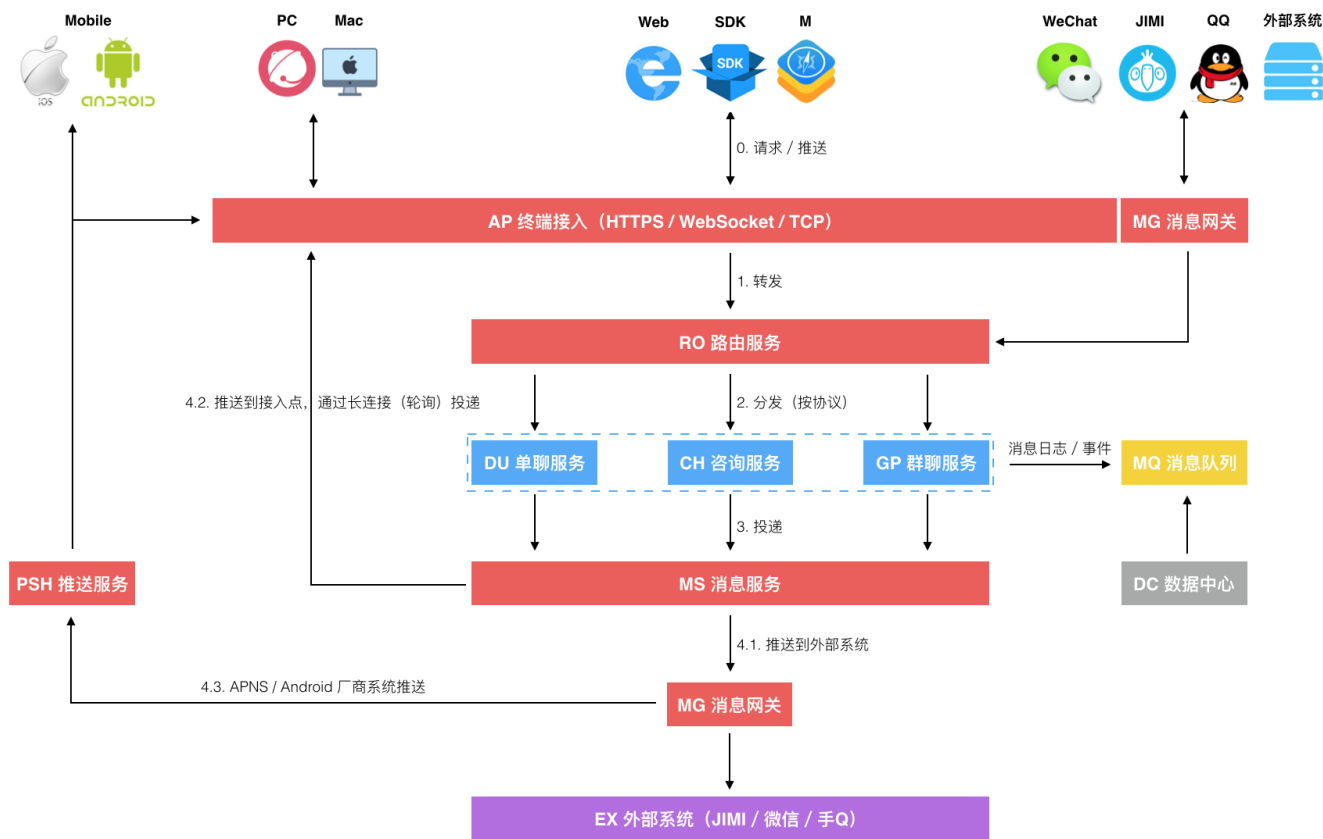 Mobile
PC
Mac
Web
SDK
M
WeChat
JIMI
QQ
外部系统
SDK
iOS
ANDROID
0. 请求 / 推送
AP 终端接入（HTTPS / WebSocket / TCP）
MG 消息网关
1. 转发
RO 路由服务
4.2. 推送到接入点，通过长连接（轮询）投递
2. 分发（按协议）
DU 单聊服务
CH 咨询服务
GP 群聊服务
消息日志 / 事件
MQ 消息队列
3. 投递
PSH 推送服务
MS 消息服务
DC 数据中心
4.1. 推送到外部系统
4.3. APNS / Android 厂商系统推送
MG 消息网关
EX 外部系统（JIMI / 微信 / 手Q）